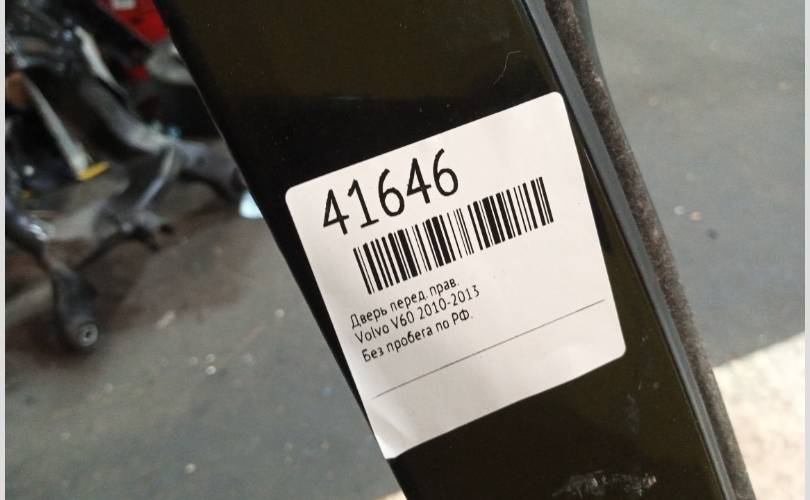 41646
Дверь перед. прав.
Volvo V60 2010-2013
Без пробега по РФ.